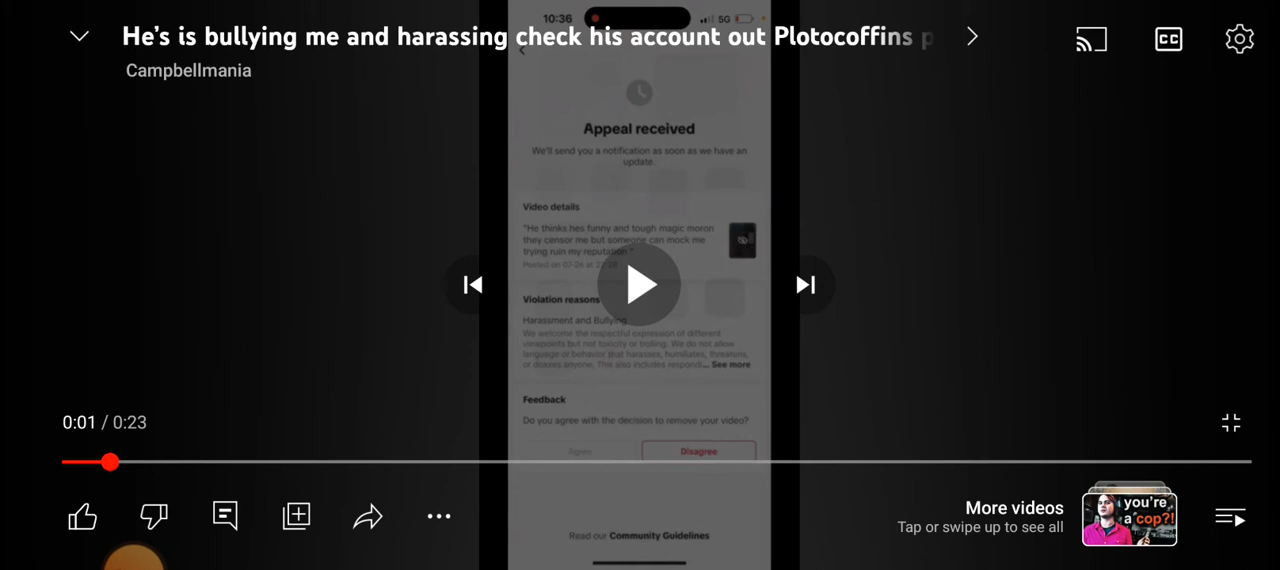 10:36
5G
He's is bullying me and harassing check his account out Plotocoffins p
CC
Campbellmania
Appeal received
We'll send you a notification as soon as we have an
update.
Video details
"He thinks hes funny and tough magic moron
they censor me but someone can mock me
trying ruin my reputation "
Posted on 07-26 at
Violation reasons
Harassment and Bullying
We welcome the respectful expression of different
viewpoints but not toxicity or trolling. We do not allow
language or behavior that harasses, humiliates, threatens,
or doxxes anyone. This also includes respondi... See more
Feedback
0:01 / 0:23
Do you agree with the decision to remove your video?
Agree
Disagree
More videos
Tap or swipe up to see all
you're
a cop?!
Read our Community Guidelines